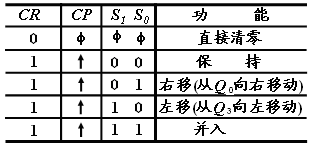 CR CP S₁ S₀ 功 能
0 ϕ ϕ ϕ 直接清零
1 ↑ 0 0 保 持
1 ↑ 0 1 右移(从Q₀向右移动)
1 ↑ 1 0 左移(从Q₃向左移动)
1 ↑ 1 1 并入